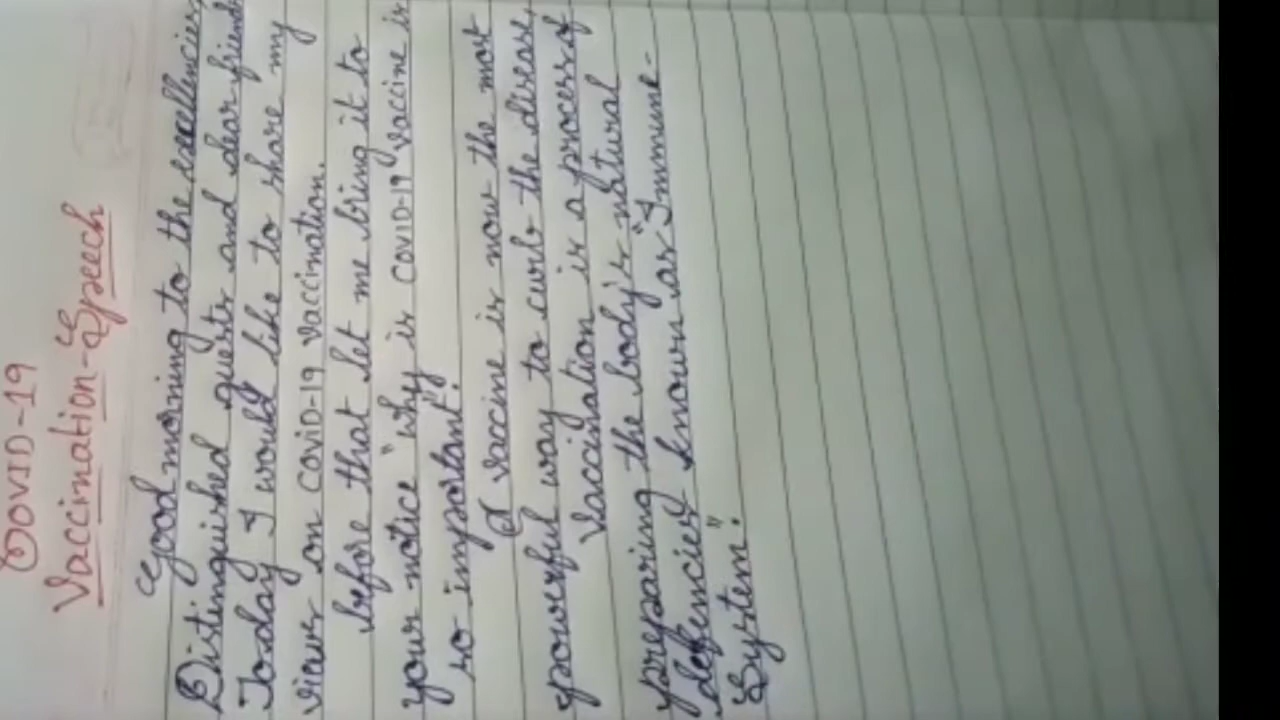 COVID-19
Vaccination-Speech
Good morning to the excellencies,
Distinguished guests and dear friends
Today I would like to share my
views on COVID-19 vaccination.
Before that let me bring it to
your notice "why is COVID-19 vaccine is
so important".
A vaccine is now the most
powerful way to curb the disease,
vaccination is a process of
preparing the body's natural
defencies known as "Immune-
System".